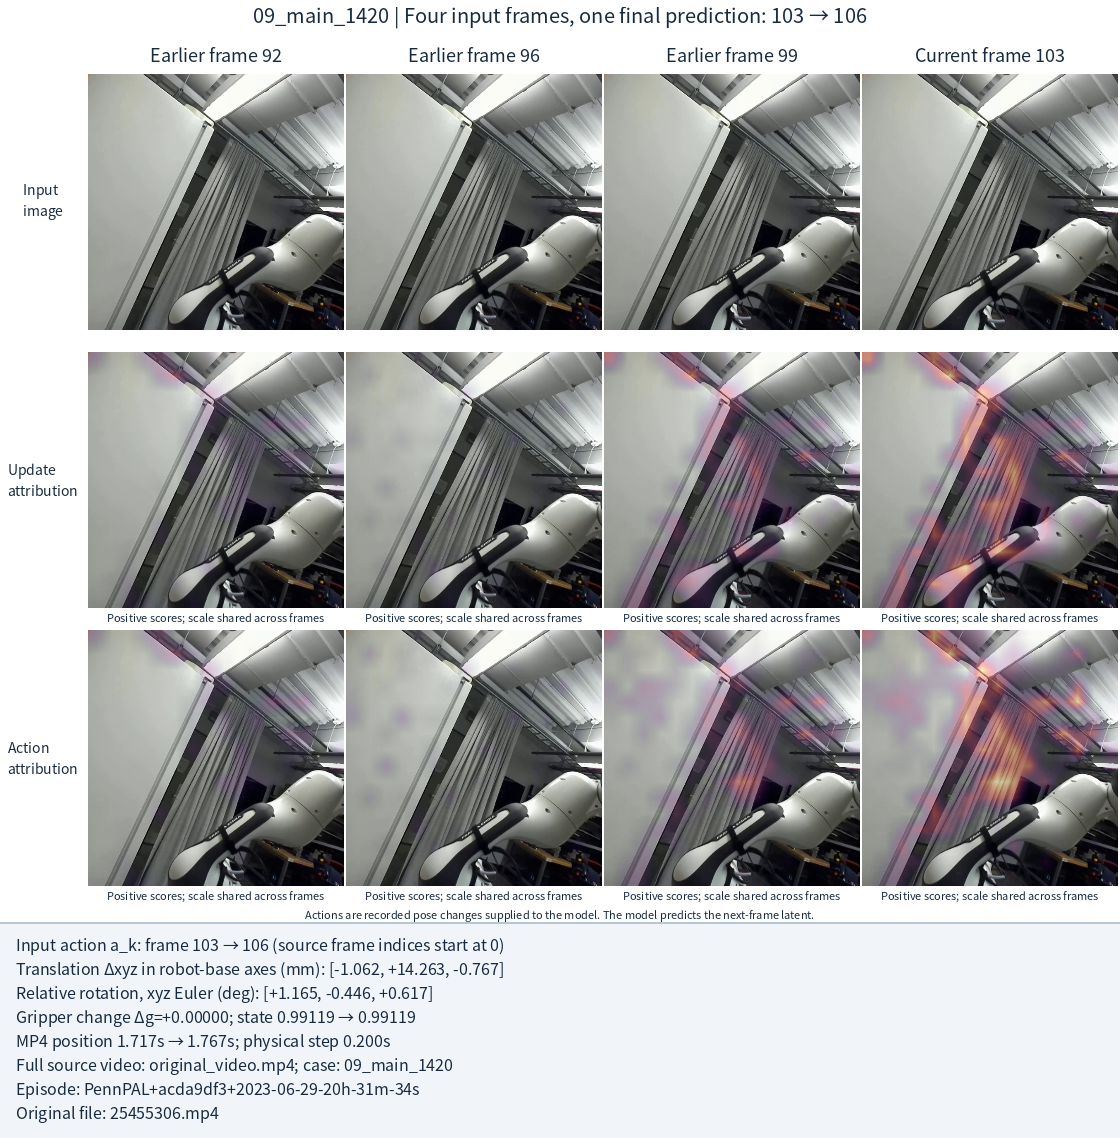 09_main_1420 | Four input frames, one final prediction: 103 → 106
Earlier frame 92
Earlier frame 96
Earlier frame 99
Current frame 103
Input
image
Update
attribution
Positive scores; scale shared across frames
Positive scores; scale shared across frames
Positive scores; scale shared across frames
Positive scores; scale shared across frames
Action
attribution
Positive scores; scale shared across frames
Positive scores; scale shared across frames
Positive scores; scale shared across frames
Positive scores; scale shared across frames
Actions are recorded pose changes supplied to the model. The model predicts the next-frame latent.
Input action a_k: frame 103 → 106 (source frame indices start at 0)
Translation Δxyz in robot-base axes (mm): [-1.062, +14.263, -0.767]
Relative rotation, xyz Euler (deg): [+1.165, -0.446, +0.617]
Gripper change Δg=+0.00000; state 0.99119 → 0.99119
MP4 position 1.717s → 1.767s; physical step 0.200s
Full source video: original_video.mp4; case: 09_main_1420
Episode: PennPAL+acda9df3+2023-06-29-20h-31m-34s
Original file: 25455306.mp4